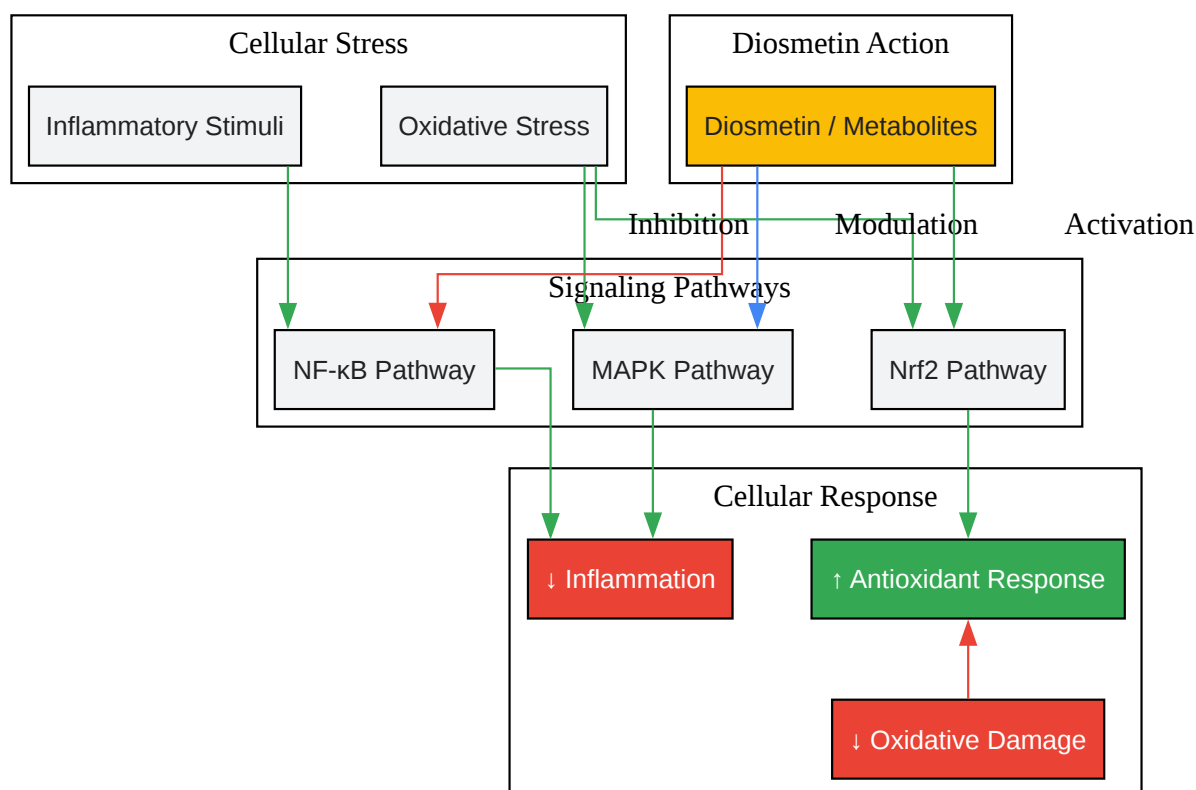 Cellular Stress
Diosmetin Action
Inflammatory Stimuli
Oxidative Stress
Diosmetin / Metabolites
Inhibition
Modulation
Activation
Signaling Pathways
NF-κB Pathway
MAPK Pathway
Nrf2 Pathway
Cellular Response
↓ Inflammation
↑ Antioxidant Response
↓ Oxidative Damage